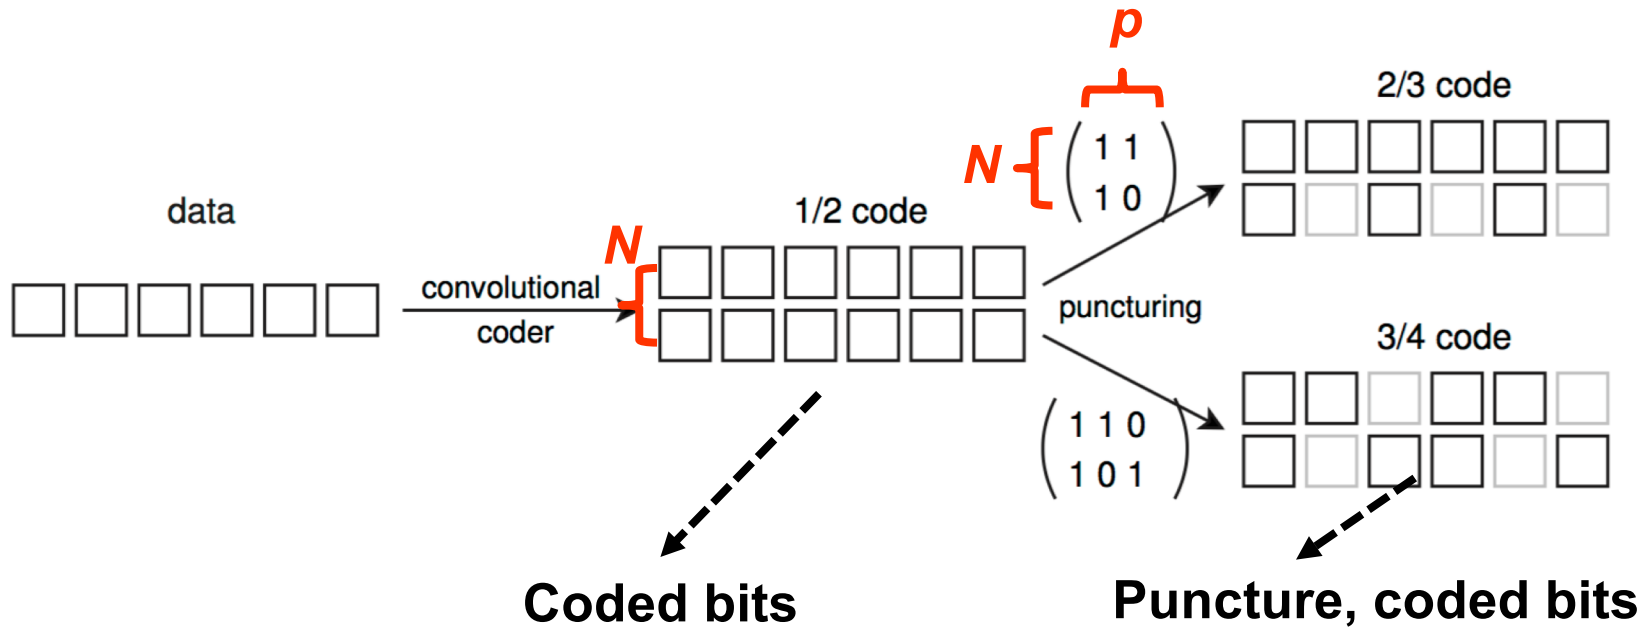 data
convolutional
coder
N
1/2 code
p
N
1 1
1 0
puncturing
1 1 0
1 0 1
2/3 code
3/4 code
Coded bits
Puncture, coded bits